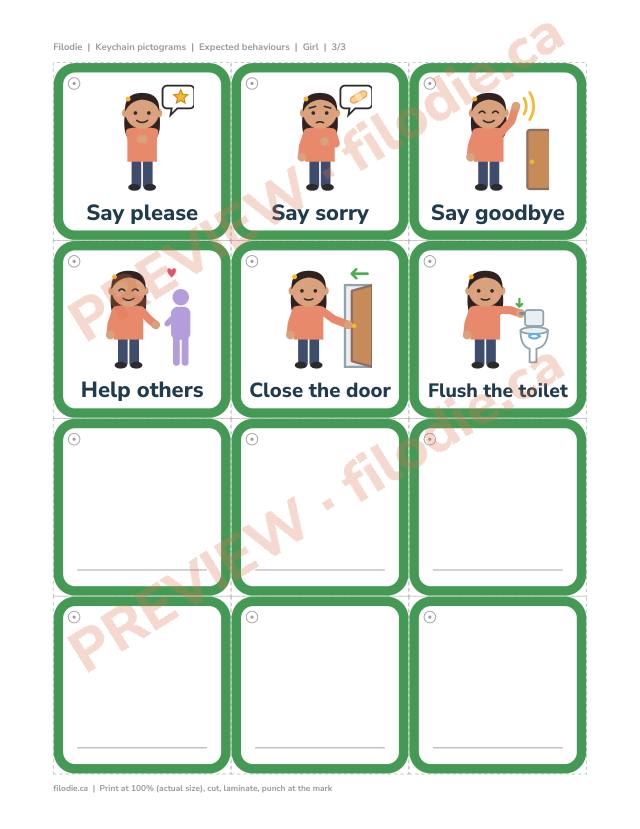 Filodie | Keychain pictograms | Expected behaviours | Girl | 3/3
PREVIEW · filodie.ca
Say please
Say sorry
Say goodbye
Help others
Close the door
Flush the toilet
PREVIEW · filodie.ca
filodie.ca | Print at 100% (actual size), cut, laminate, punch at the mark